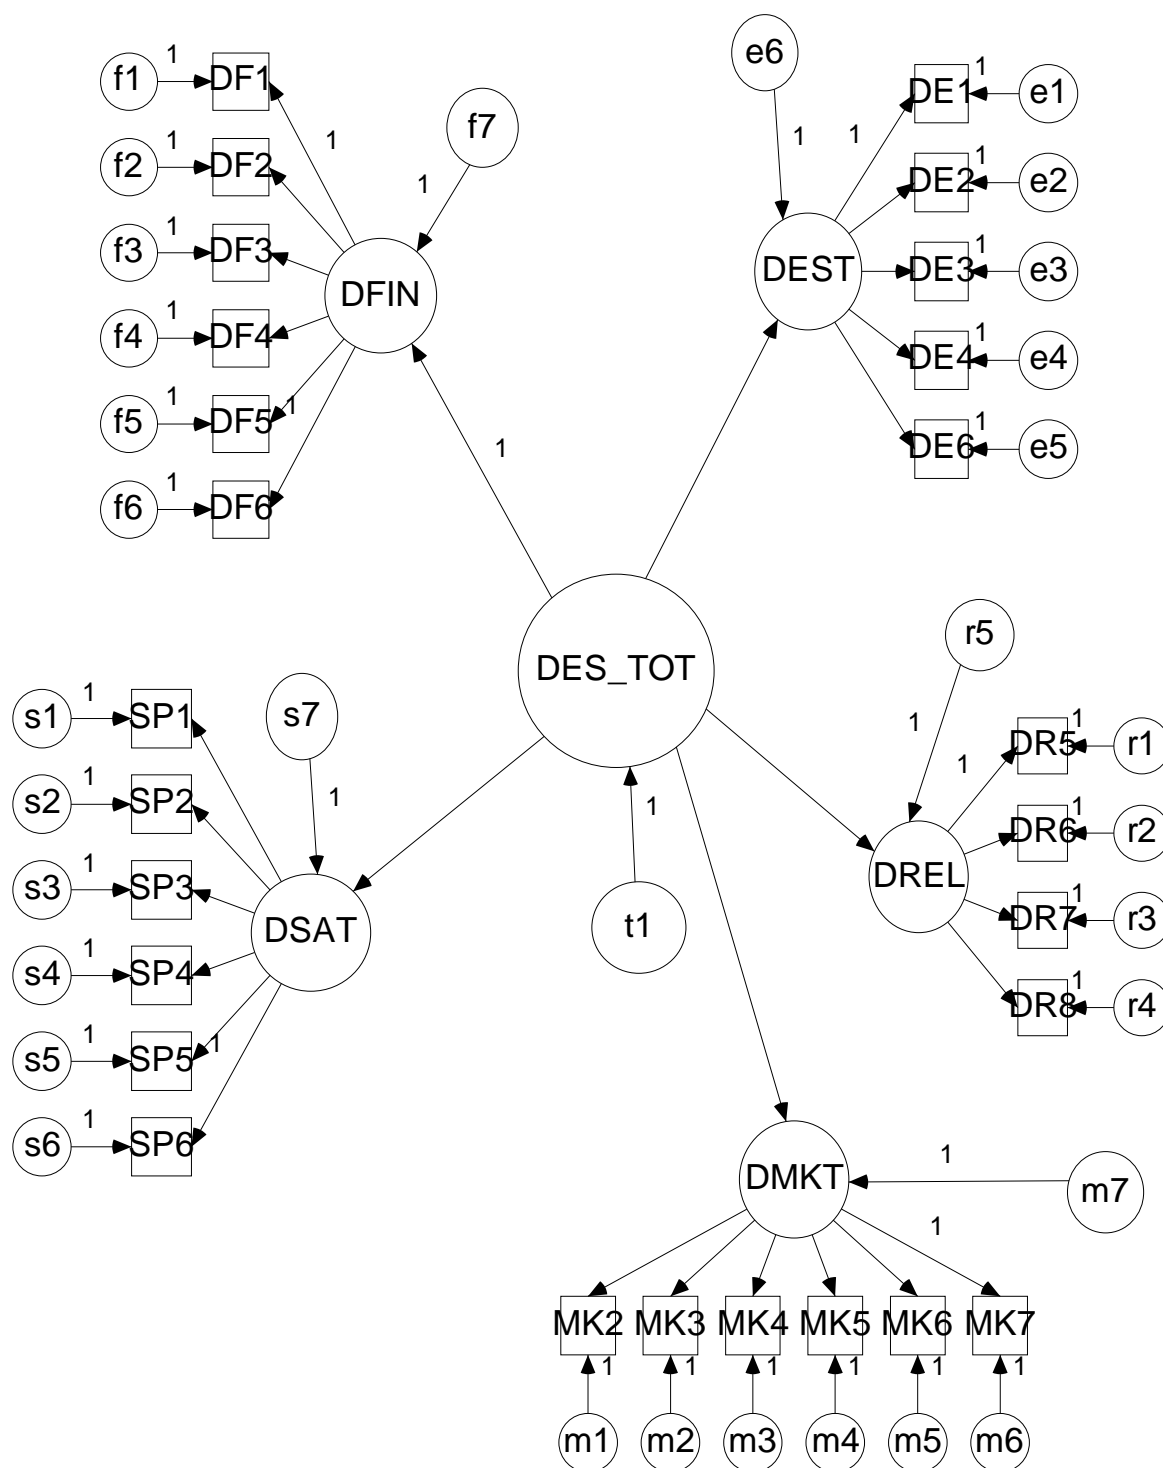 e6
1
f1
DF1
1
DE1
1
e1
f7
1
1
1
1
f2
DF2
1
DE2
e2
1
1
1
f3
DF3
DEST
DE3
e3
DFIN
1
1
f4
DF4
DE4
e4
1
1
1
f5
DF5
DE6
e5
1
1
f6
DF6
r5
DES_TOT
1
1
s1
SP1
s7
1
DR5
r1
1
1
1
s2
SP2
1
1
DR6
r2
1
1
s3
SP3
DREL
DR7
r3
DSAT
t1
1
1
s4
SP4
DR8
r4
1
1
s5
SP5
1
s6
SP6
1
DMKT
m7
1
MK2
MK3
MK4
MK5
MK6
MK7
1
1
1
1
1
1
m1
m2
m3
m4
m5
m6